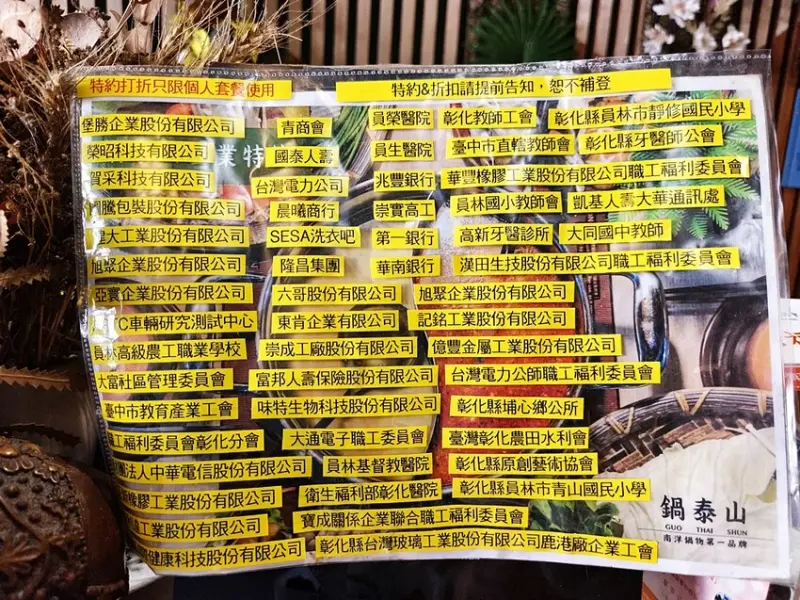 特約打折只限個人套餐使用 特約&折扣請提前告知，恕不補登
堡勝企業股份有限公司 青商會 員榮醫院 彰化教師工會 彰化縣員林市靜修國民小學
榮昭科技有限公司 業特 國泰人壽 員生醫院 臺中市直轄教師會 彰化縣牙醫師公會
賀采科技有限公司 台灣電力公司 兆豐銀行 華豐橡膠工業股份有限公司職工福利委員會
騰包裝股份有限公司 晨曦商行 崇實高工 員林國小教師會 凱基人壽大華通訊處
建大工業股份有限公司 SESA洗衣吧 第一銀行 高新牙醫診所 大同國中教師
旭聚企業股份有限公司 隆昌集團 華南銀行 漢田生技股份有限公司職工福利委員會
亞寰企業股份有限公司 六哥股份有限公司 旭聚企業股份有限公司
TC車輛研究測試中心 東肯企業有限公司 記銘工業股份有限公司
員林高級農工職業學校 崇成工廠股份有限公司 億豐金屬工業股份有限公司
大富社區管理委員會 富邦人壽保險股份有限公司 台灣電力公師職工福利委員會
臺中市教育產業工會 味特生物科技股份有限公司 彰化縣埔心鄉公所
職工福利委員會彰化分會 大通電子職工委員會 臺灣彰化農田水利會
團法人中華電信股份有限公司 員林基督教醫院 彰化縣原創藝術協會
橡膠工業股份有限公司 衛生福利部彰化醫院 彰化縣員林市青山國民小學
工業股份有限公司 寶成關係企業聯合職工福利委員會
健康科技股份有限公司 彰化縣台灣玻璃工業股份有限公司鹿港廠企業工會
鍋泰山
GUO THAI SHUN
南洋鍋物第一品牌